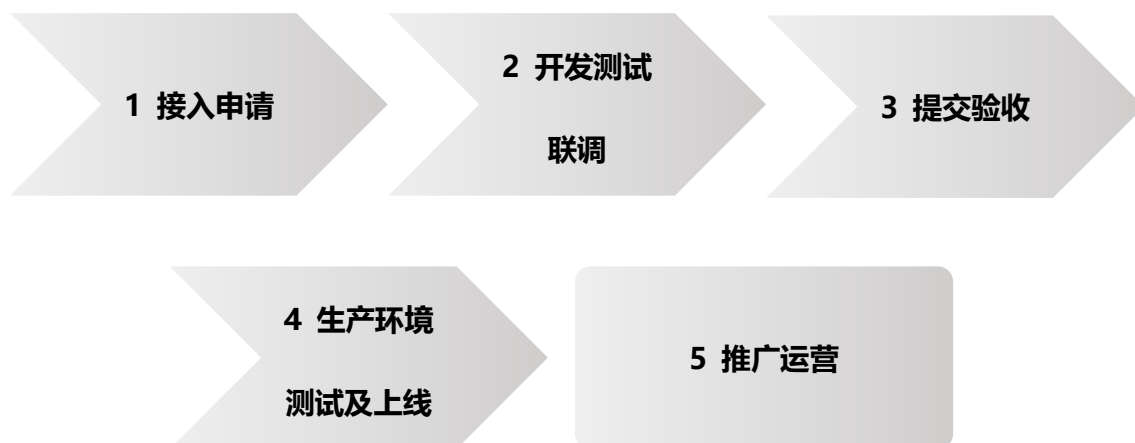 1 接入申请
2 开发测试
联调
3 提交验收
4 生产环境
测试及上线
5 推广运营